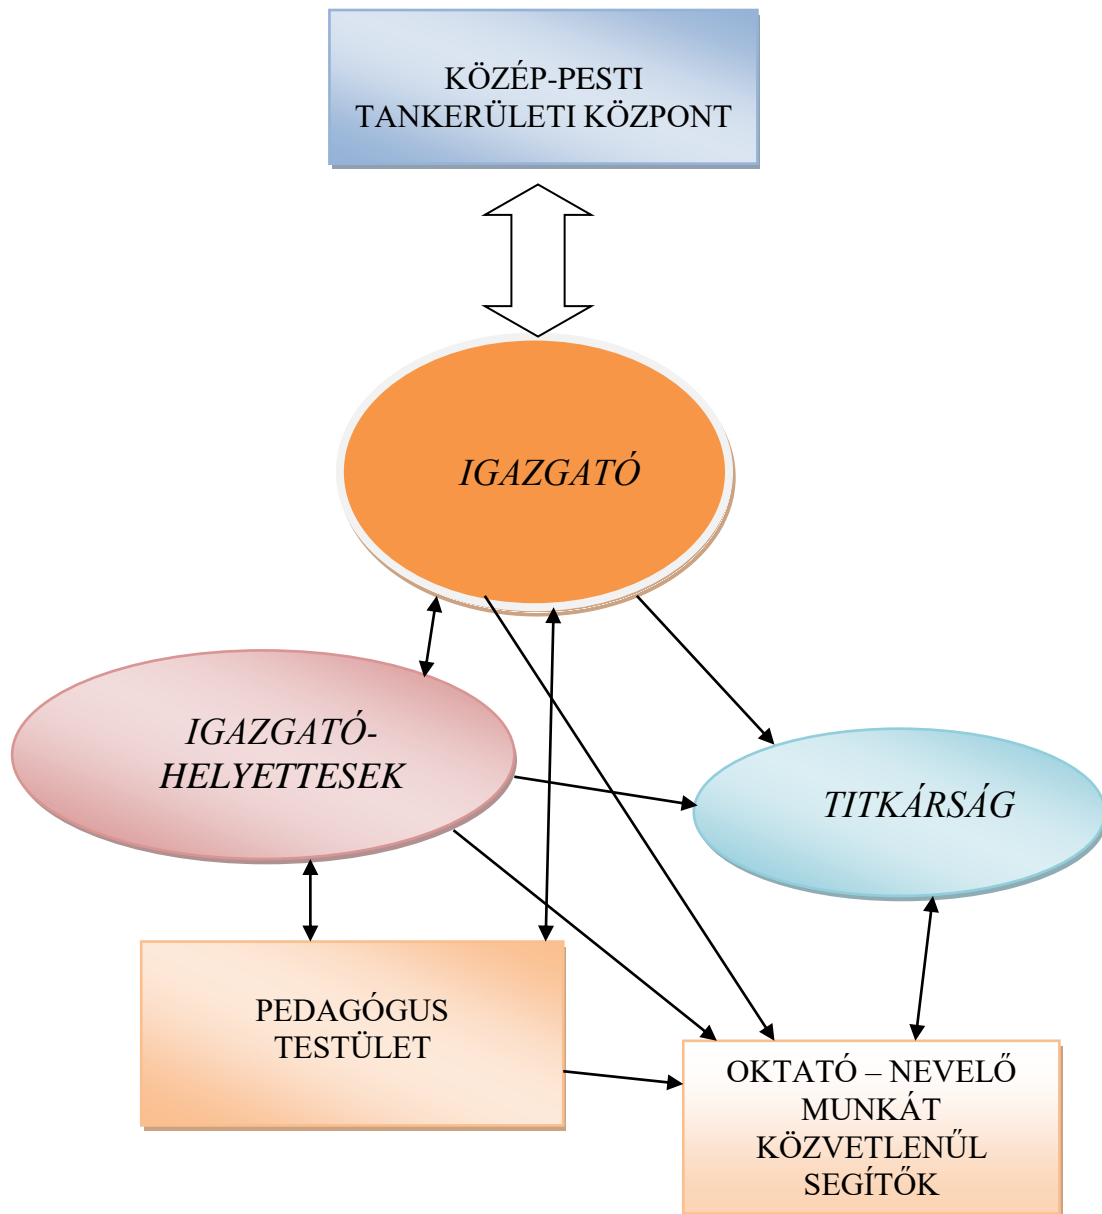 KÖZÉP-PESTI
TANKERÜLETI KÖZPONT
IGAZGATÓ
IGAZGATÓ-
HELYETTESEK
TITKÁRSÁG
PEDAGÓGUS
TESTÜLET
OKTATÓ – NEVELŐ
MUNKÁT
KÖZVETLENŰL
SEGÍTŐK